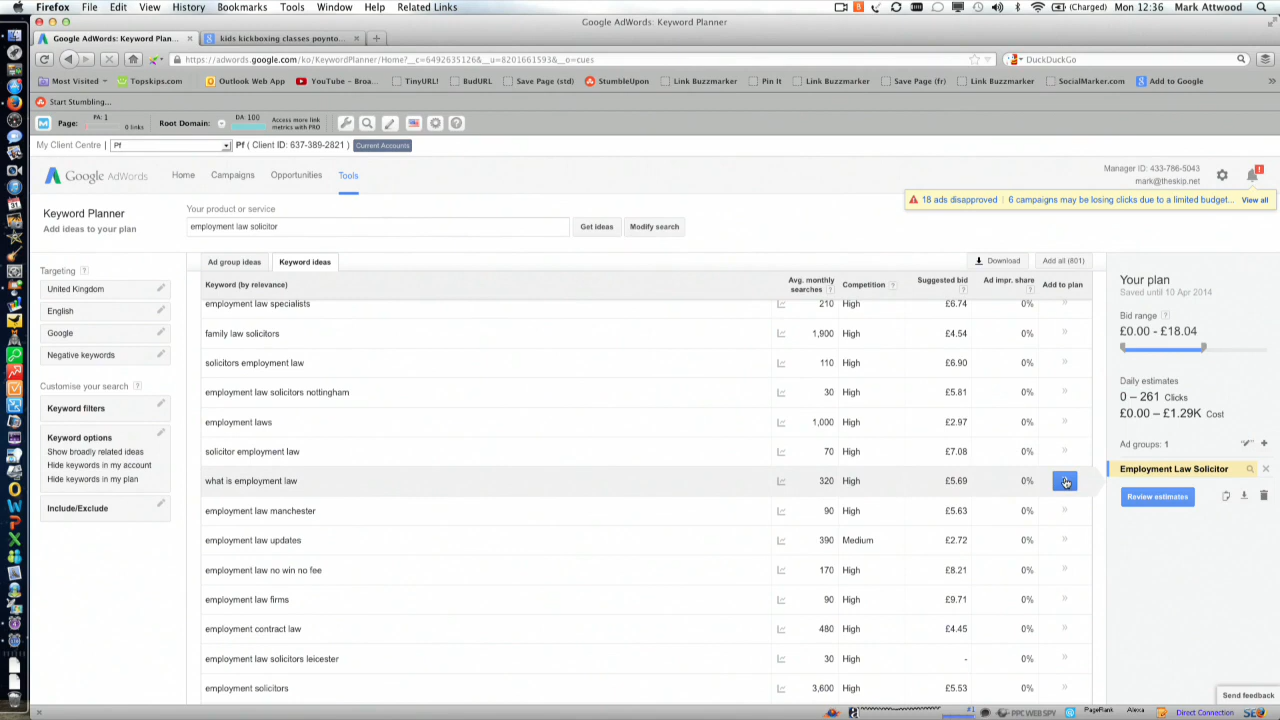 Firefox File Edit View History Bookmarks Tools Window Help Related Links (Charged) Mon 12:36 Mark Attwood
Google AdWords: Keyword Planner
Google AdWords: Keyword Plan... kids kickboxing classes poynto...
https://adwords.google.com/ko/KeywordPlanner/Home?__c=6492835126&__u=8201661593&__o=cues DuckDuckGo
Most Visited Topskips.com Outlook Web App YouTube - Broa... TinyURL! BudURL Save Page (std) StumbleUpon Link Buzzmarker Pin It Link Buzzmarker Save Page (fr) Link Buzzmarker SocialMarker.com Add to Google
Start Stumbling...
Page: PA: 1 0 links Root Domain: DA: 100 Access more link metrics with PRO
My Client Centre | Pf Pf ( Client ID: 637-389-2821 ) Current Accounts
Google AdWords Home Campaigns Opportunities Tools
Manager ID: 433-786-5043
mark@theskip.net
18 ads disapproved | 6 campaigns may be losing clicks due to a limited budget... View all
Keyword Planner
Add ideas to your plan
Your product or service
employment law solicitor Get ideas Modify search
Targeting ?
United Kingdom
English
Google
Negative keywords
Customise your search ?
Keyword filters
Keyword options
Show broadly related ideas
Hide keywords in my account
Hide keywords in my plan
Include/Exclude
Ad group ideas Keyword ideas Download Add all (801)
Keyword (by relevance) Avg. monthly searches ? Competition ? Suggested bid ? Ad impr. share ? Add to plan
employment law specialists 210 High £6.74 0% »
family law solicitors 1,900 High £4.54 0% »
solicitors employment law 110 High £6.90 0% »
employment law solicitors nottingham 30 High £5.81 0% »
employment laws 1,000 High £2.97 0% »
solicitor employment law 70 High £7.08 0% »
what is employment law 320 High £5.69 0%
employment law manchester 90 High £5.63 0% »
employment law updates 390 Medium £2.72 0% »
employment law no win no fee 170 High £8.21 0% »
employment law firms 90 High £9.71 0% »
employment contract law 480 High £4.45 0% »
employment law solicitors leicester 30 High - 0% »
employment solicitors 3,600 High £5.53 0% »
Your plan
Saved until 10 Apr 2014
Bid range ?
£0.00 - £18.04
Daily estimates
0 – 261 Clicks
£0.00 – £1.29K Cost
Ad groups: 1
Employment Law Solicitor
Review estimates
Send feedback
#1 PPC WEB SPY PageRank Alexa Direct Connection SEO